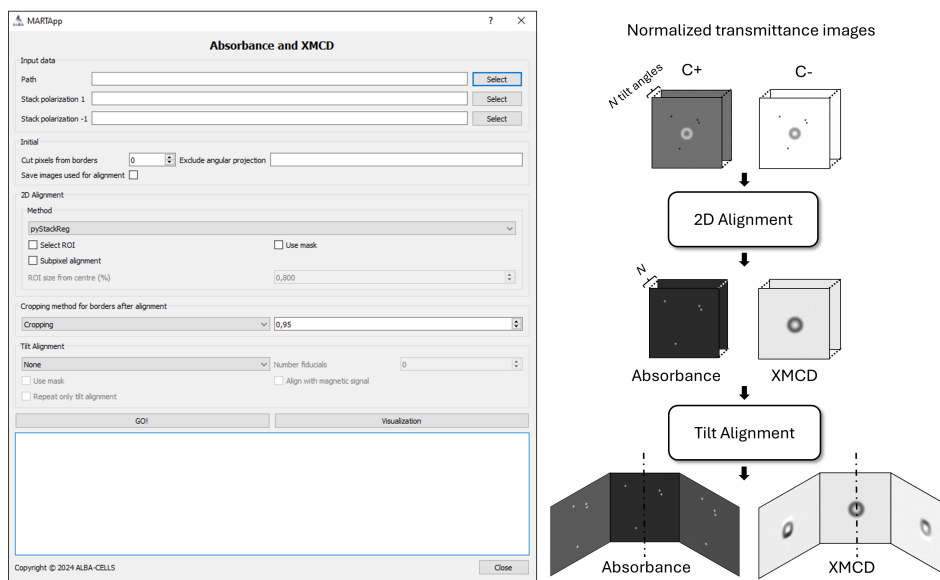 ALBA
MARTApp
?
Absorbance and XMCD
Input data
Path
Select
Stack polarization 1
Select
Stack polarization -1
Select
Initial
Cut pixels from borders 0 Exclude angular projection
Save images used for alignment
2D Alignment
Method
pyStackReg
Select ROI Use mask
Subpixel alignment
ROI size from centre (%) 0,800
Cropping method for borders after alignment
Cropping 0,95
Tilt Alignment
None Number fiducials 0
Use mask Align with magnetic signal
Repeat only tilt alignment
GO! Visualization
Copyright © 2024 ALBA-CELLS
Close
Normalized transmittance images
N tilt angles
C+ C-
2D Alignment
N
Absorbance XMCD
Tilt Alignment
Absorbance XMCD